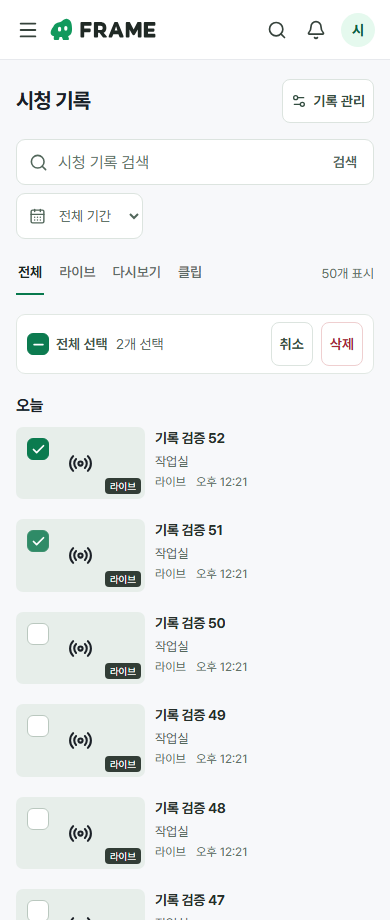 FRAME
시
시청 기록
기록 관리
시청 기록 검색
검색
전체 기간
전체 라이브 다시보기 클립
50개 표시
전체 선택 2개 선택
취소
삭제
오늘
라이브
기록 검증 52
작업실
라이브 오후 12:21
라이브
기록 검증 51
작업실
라이브 오후 12:21
라이브
기록 검증 50
작업실
라이브 오후 12:21
라이브
기록 검증 49
작업실
라이브 오후 12:21
라이브
기록 검증 48
작업실
라이브 오후 12:21
기록 검증 47